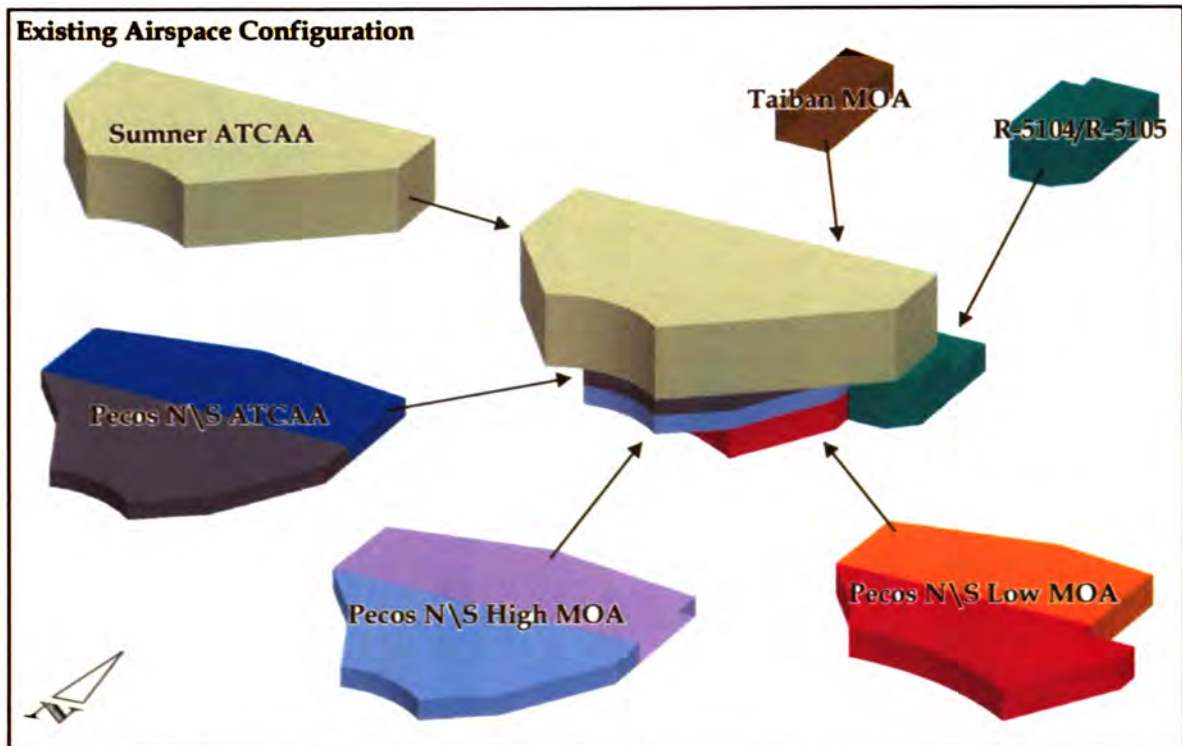 Existing Airspace Configuration
Sumner ATCAA
Taiban MOA
R-5104/R-5105
Pecos N\S ATCAA
Pecos N\S High MOA
Pecos N\S Low MOA
N